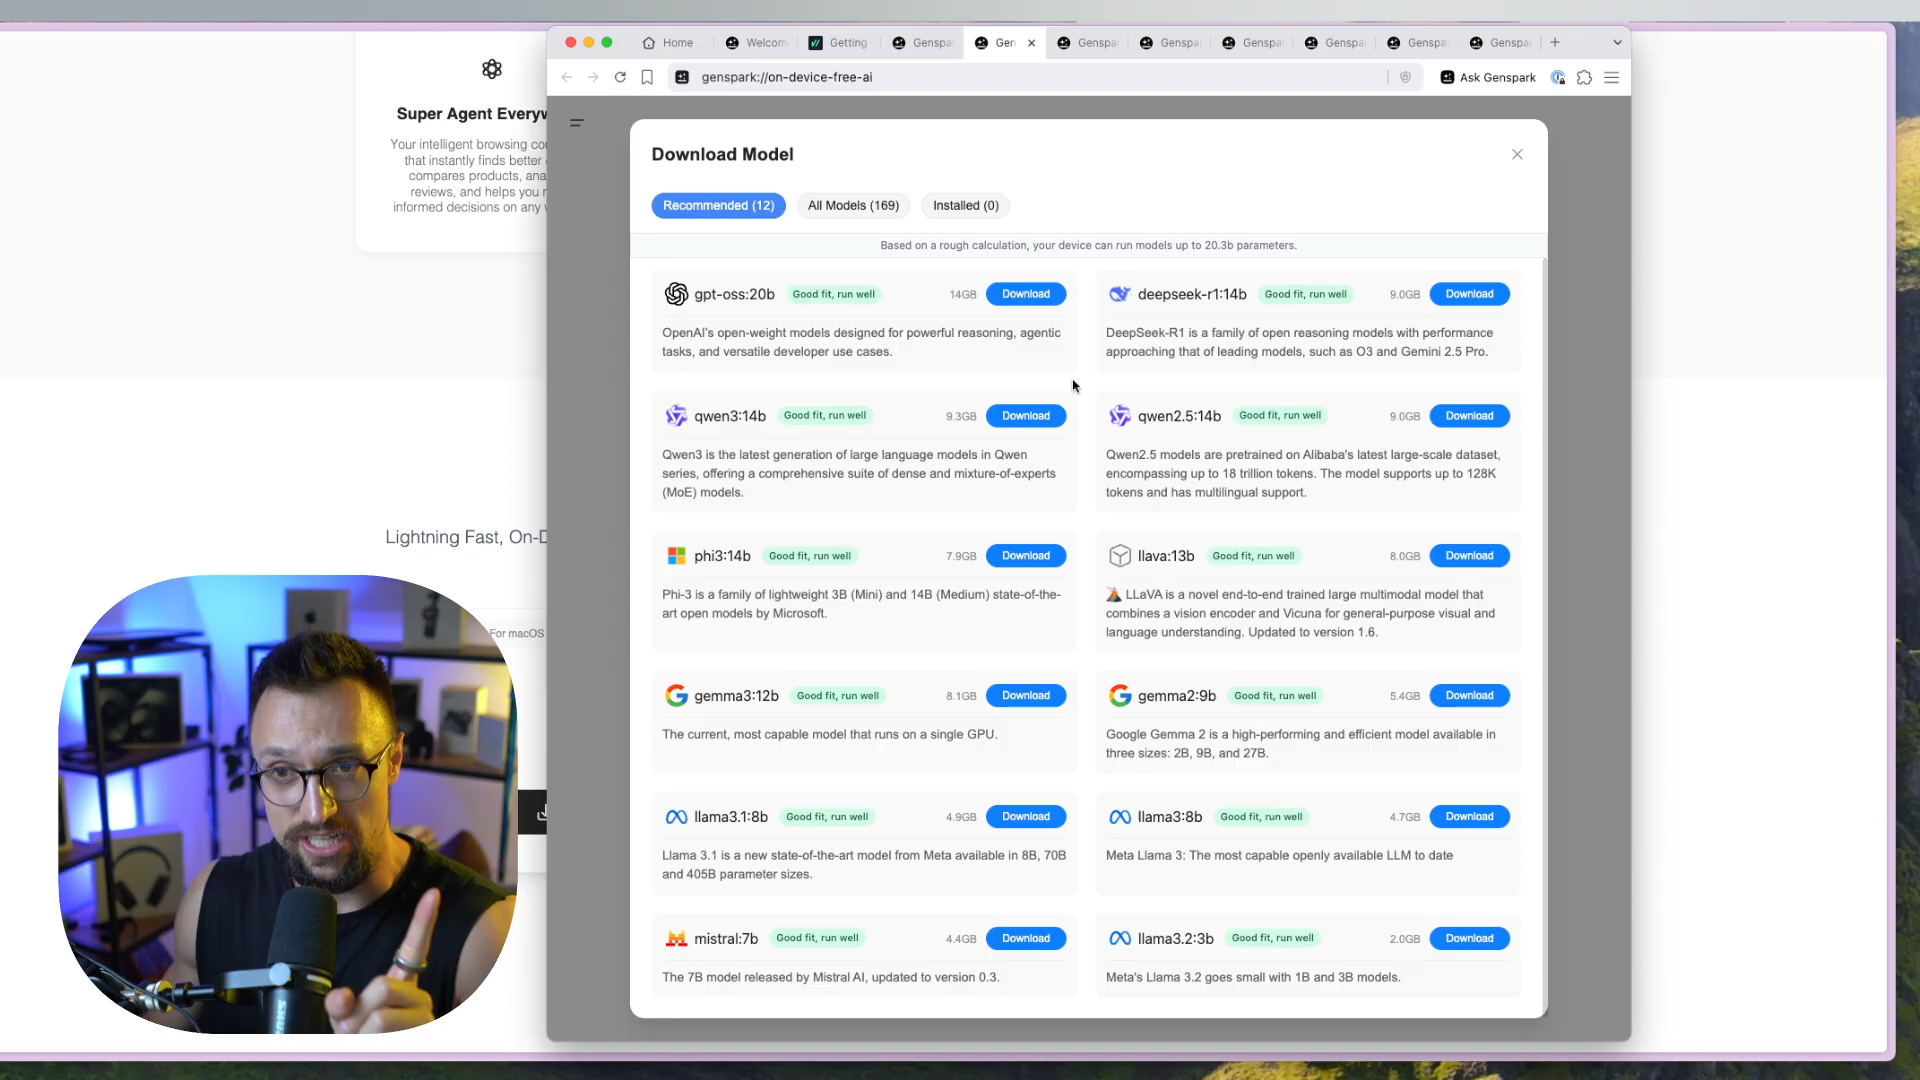 Super Agent Everyw
Your intelligent browsing co
that instantly finds better
compares products, ana
reviews, and helps you
informed decisions on any
Lightning Fast, On-D
For macOS
Home
Welcom
Getting
Genspa
Gen
Genspa
Genspa
Genspa
Genspa
Genspa
Genspa
genspark://on-device-free-ai
Ask Genspark
Download Model
Recommended (12)
All Models (169)
Installed (0)
Based on a rough calculation, your device can run models up to 20.3b parameters.
gpt-oss:20b Good fit, run well 14GB Download
OpenAI's open-weight models designed for powerful reasoning, agentic
tasks, and versatile developer use cases.
deepseek-r1:14b Good fit, run well 9.0GB Download
DeepSeek-R1 is a family of open reasoning models with performance
approaching that of leading models, such as O3 and Gemini 2.5 Pro.
qwen3:14b Good fit, run well 9.3GB Download
Qwen3 is the latest generation of large language models in Qwen
series, offering a comprehensive suite of dense and mixture-of-experts
(MoE) models.
qwen2.5:14b Good fit, run well 9.0GB Download
Qwen2.5 models are pretrained on Alibaba's latest large-scale dataset,
encompassing up to 18 trillion tokens. The model supports up to 128K
tokens and has multilingual support.
phi3:14b Good fit, run well 7.9GB Download
Phi-3 is a family of lightweight 3B (Mini) and 14B (Medium) state-of-the-
art open models by Microsoft.
llava:13b Good fit, run well 8.0GB Download
LLaVA is a novel end-to-end trained large multimodal model that
combines a vision encoder and Vicuna for general-purpose visual and
language understanding. Updated to version 1.6.
gemma3:12b Good fit, run well 8.1GB Download
The current, most capable model that runs on a single GPU.
gemma2:9b Good fit, run well 5.4GB Download
Google Gemma 2 is a high-performing and efficient model available in
three sizes: 2B, 9B, and 27B.
llama3.1:8b Good fit, run well 4.9GB Download
Llama 3.1 is a new state-of-the-art model from Meta available in 8B, 70B
and 405B parameter sizes.
llama3:8b Good fit, run well 4.7GB Download
Meta Llama 3: The most capable openly available LLM to date
mistral:7b Good fit, run well 4.4GB Download
The 7B model released by Mistral AI, updated to version 0.3.
llama3.2:3b Good fit, run well 2.0GB Download
Meta's Llama 3.2 goes small with 1B and 3B models.